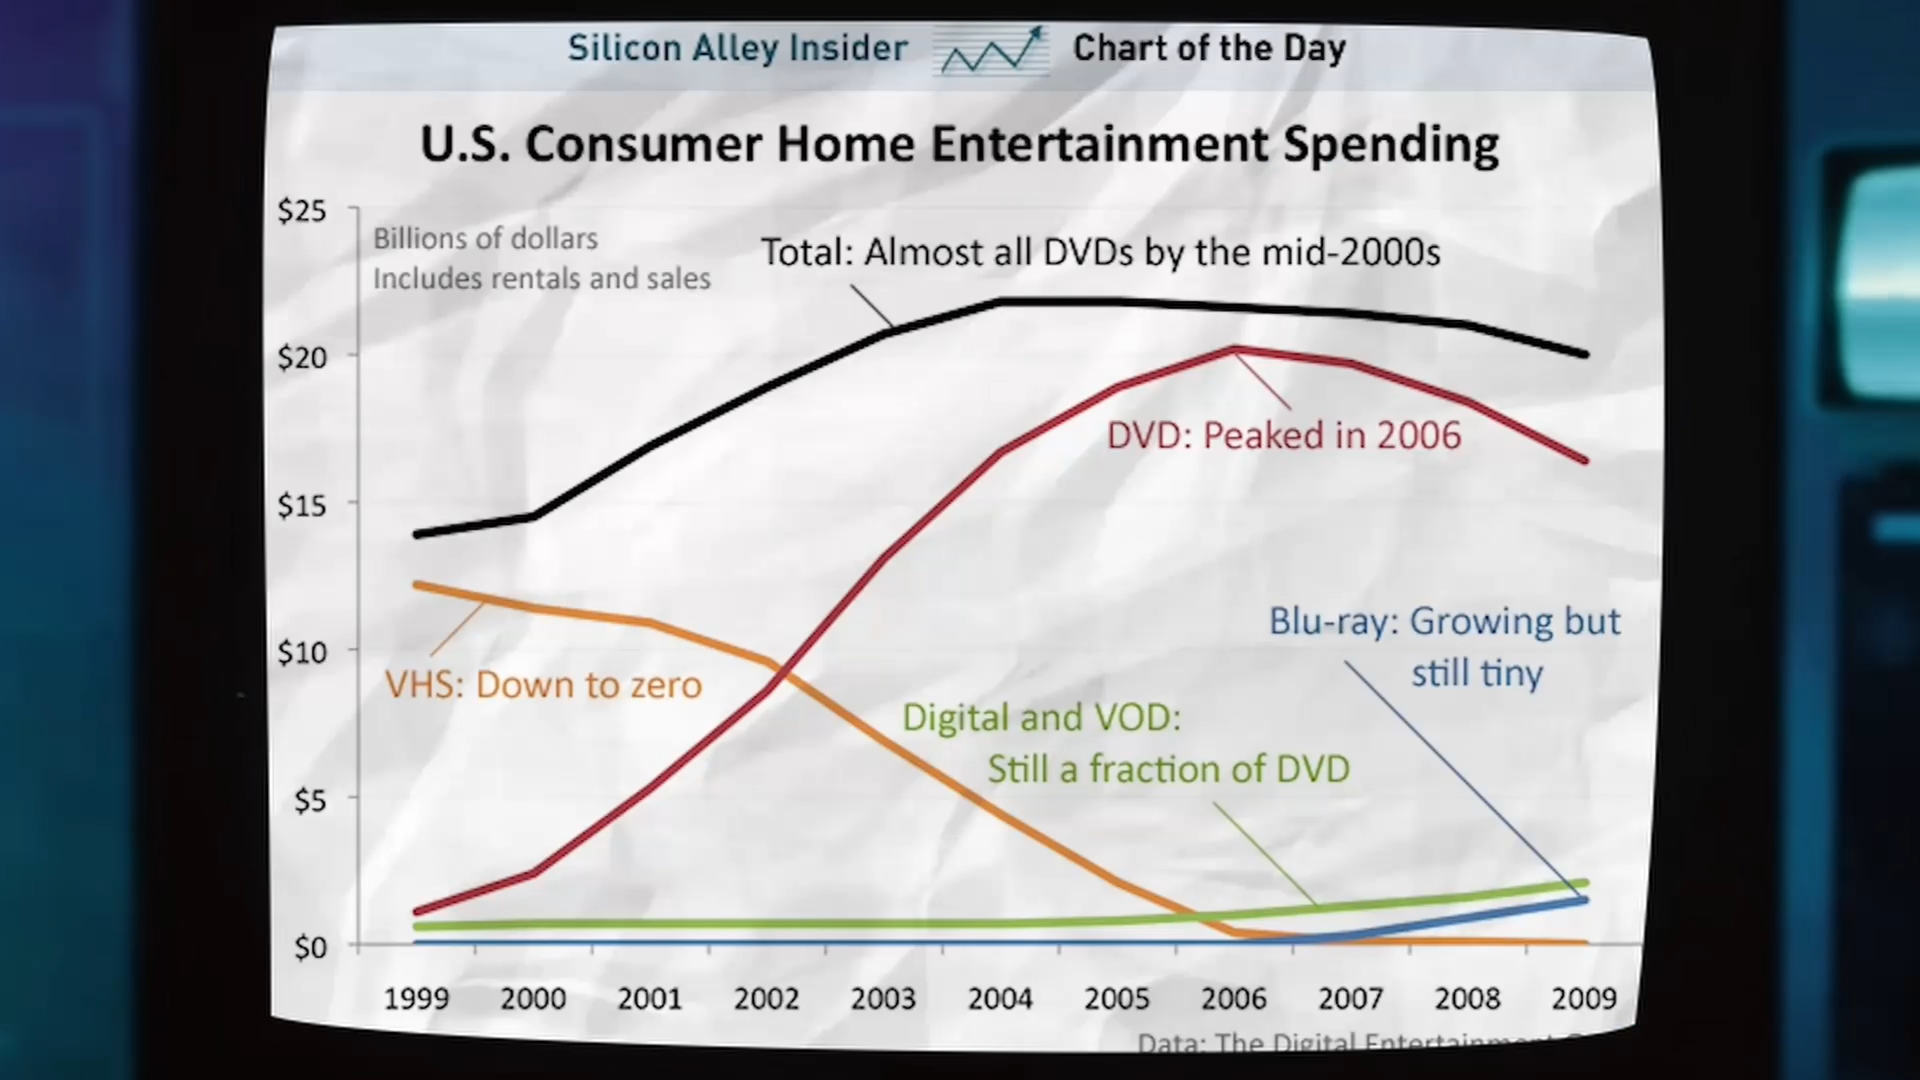 Silicon Alley Insider Chart of the Day
U.S. Consumer Home Entertainment Spending
$25
Billions of dollars
Includes rentals and sales
Total: Almost all DVDs by the mid-2000s
$20
DVD: Peaked in 2006
$15
Blu-ray: Growing but
still tiny
$10
VHS: Down to zero
Digital and VOD:
Still a fraction of DVD
$5
$0
1999 2000 2001 2002 2003 2004 2005 2006 2007 2008 2009
Data: The Digital Entertainment